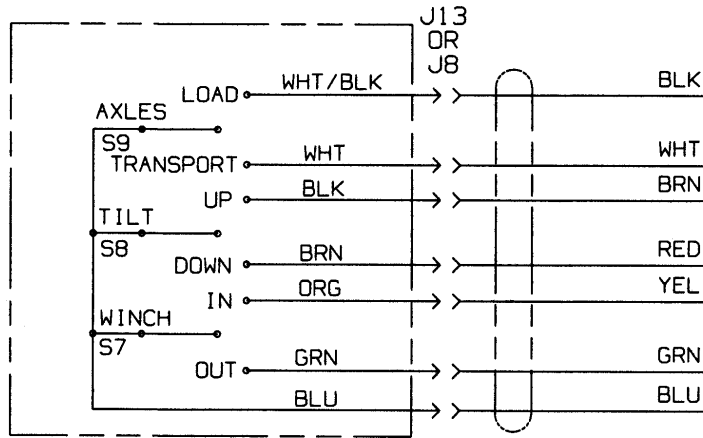 J13
OR
J8
LOAD WHT/BLK BLK
AXLES
S9
TRANSPORT WHT WHT
UP BLK BRN
TILT
S8
DOWN BRN RED
IN ORG YEL
WINCH
S7
OUT GRN GRN
BLU BLU